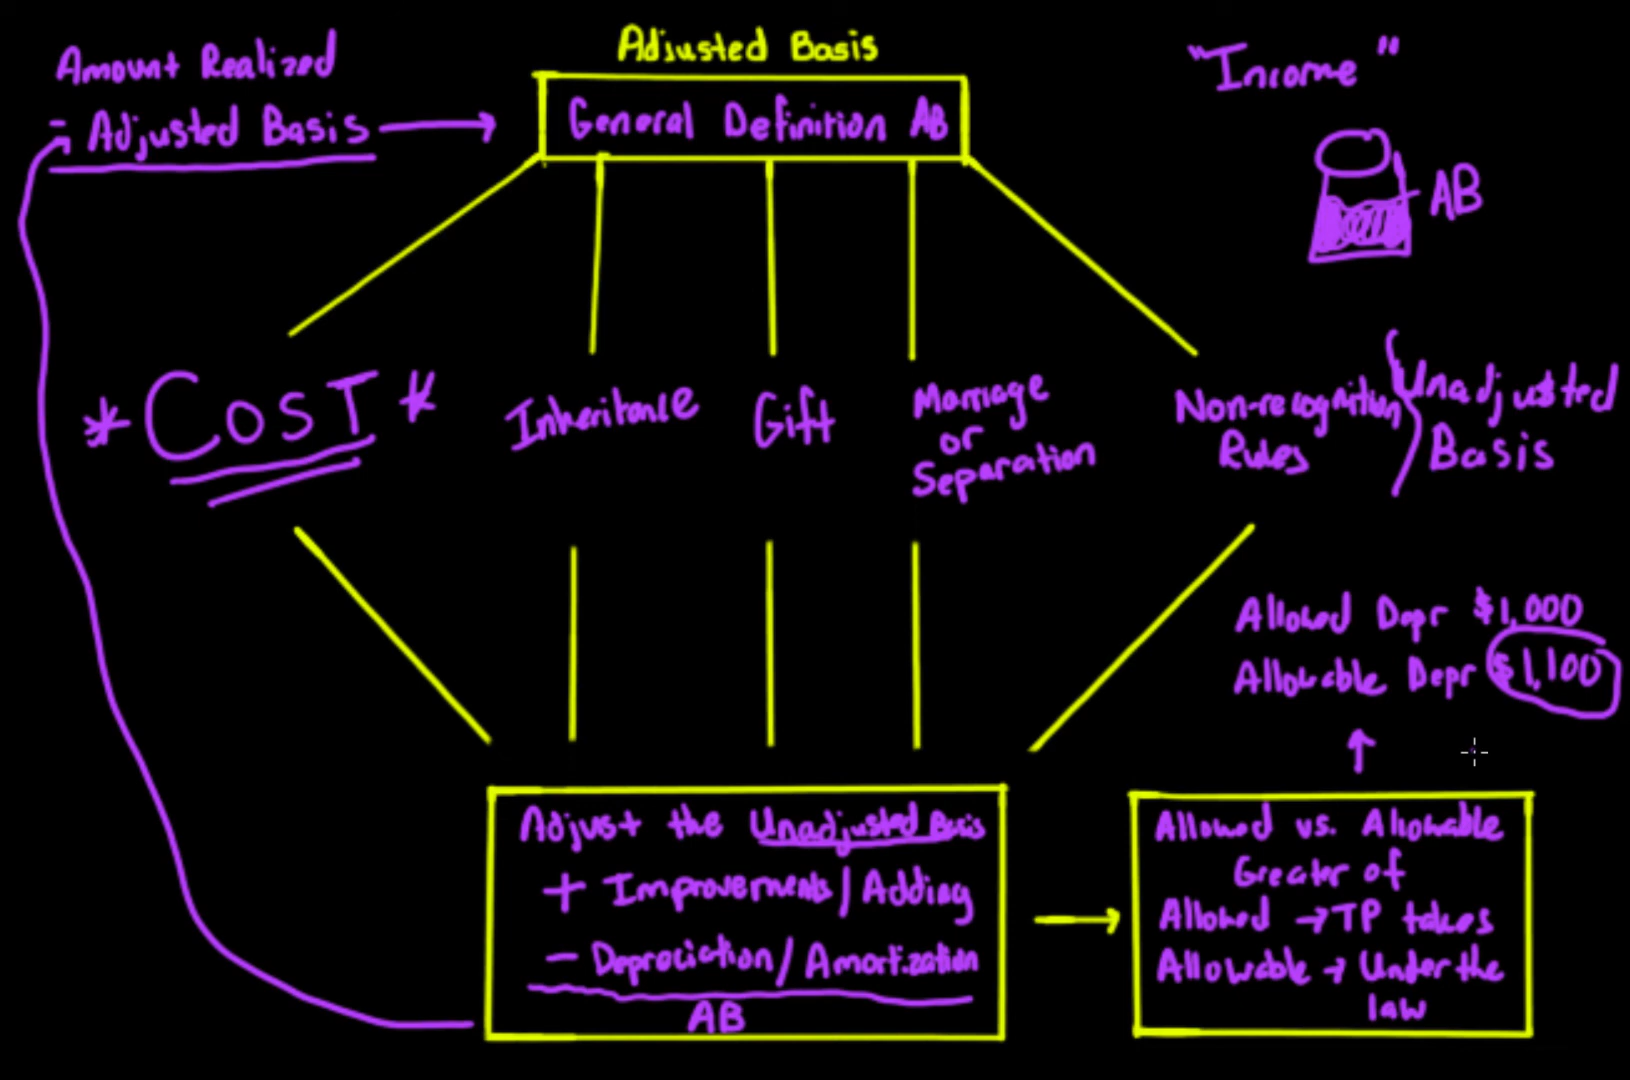 Amount Realized
- Adjusted Basis
Adjusted Basis
General Definition AB
"Income"
AB
* COST *
Inheritance
Gift
Marriage
or
Separation
Non-recognition
Rules
Unadjusted
Basis
Allowed Depr $1,000
Allowable Depr $1,100
Adjust the Unadjusted Basis
+ Improvements/Adding
- Depreciation/Amortization
AB
Allowed vs. Allowable
Greater of
Allowed → TP takes
Allowable → Under the
law